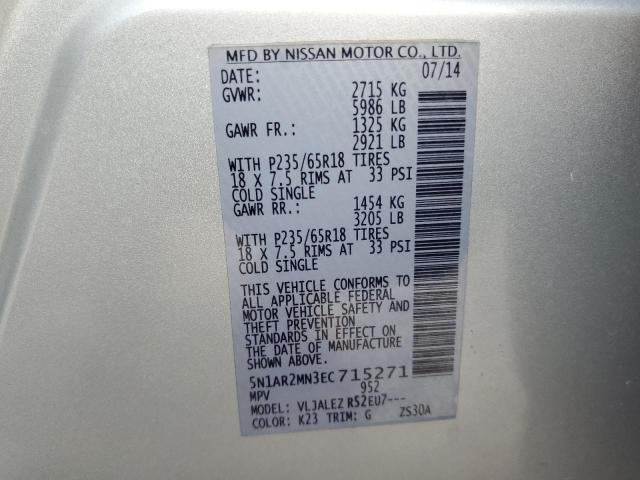 MFD BY NISSAN MOTOR CO., LTD.
DATE: 07/14
GVWR: 2715 KG
5986 LB
GAWR FR.: 1325 KG
2921 LB
WITH P235/65R18 TIRES
18 X 7.5 RIMS AT 33 PSI
COLD SINGLE
GAWR RR.: 1454 KG
3205 LB
WITH P235/65R18 TIRES
18 X 7.5 RIMS AT 33 PSI
COLD SINGLE
THIS VEHICLE CONFORMS TO
ALL APPLICABLE FEDERAL
MOTOR VEHICLE SAFETY AND
THEFT PREVENTION
STANDARDS IN EFFECT ON
THE DATE OF MANUFACTURE
SHOWN ABOVE.
5N1AR2MN3EC715271
MPV 952
MODEL: VLJALEZ R52EU7---
COLOR: K23 TRIM: G ZS30A